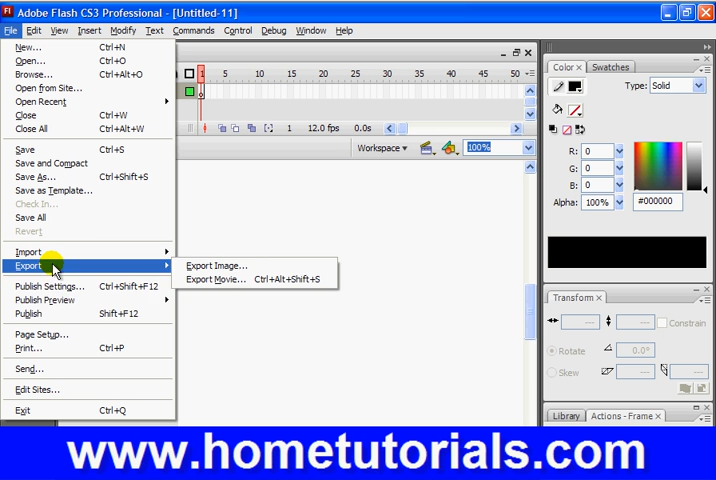 Adobe Flash CS3 Professional - [Untitled-11]
File Edit View Insert Modify Text Commands Control Debug Window Help
New... Ctrl+N
Open... Ctrl+O
Browse... Ctrl+Alt+O
Open from Site...
Open Recent
Close Ctrl+W
Close All Ctrl+Alt+W
Save Ctrl+S
Save and Compact
Save As... Ctrl+Shift+S
Save as Template...
Check In...
Save All
Revert
Import
Export
Publish Settings... Ctrl+Shift+F12
Publish Preview
Publish Shift+F12
Page Setup...
Print... Ctrl+P
Send...
Edit Sites...
Exit Ctrl+Q
Export Image...
Export Movie... Ctrl+Alt+Shift+S
1 5 10 15 20 25 30 35 40 45 50
1 12.0 fps 0.0s
Workspace 100%
Color Swatches
Type: Solid
R: 0
G: 0
B: 0
Alpha: 100% #000000
Transform
--- --- Constrain
Rotate 0.0°
Skew --- ---
Library Actions - Frame
www.hometutorials.com